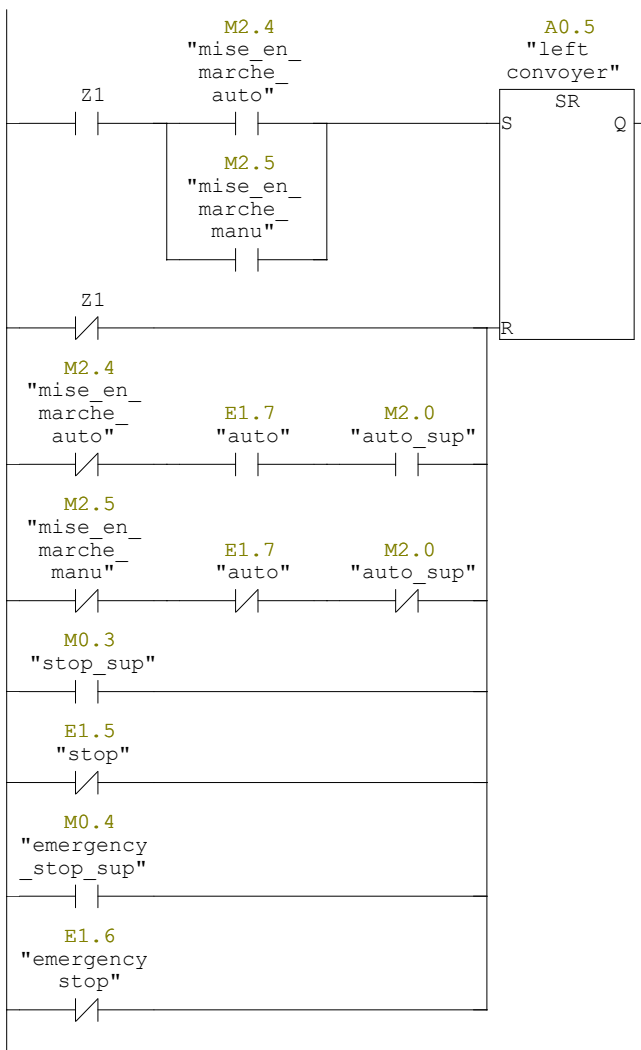 M2.4
"mise_en_
marche_
auto"
Z1
A0.5
"left
convoyer"
SR
S
Q
M2.5
"mise_en_
marche_
manu"
Z1
R
M2.4
"mise_en_
marche_
auto"
E1.7
"auto"
M2.0
"auto_sup"
M2.5
"mise_en_
marche_
manu"
E1.7
"auto"
M2.0
"auto_sup"
M0.3
"stop_sup"
E1.5
"stop"
M0.4
"emergency
_stop_sup"
E1.6
"emergency
stop"